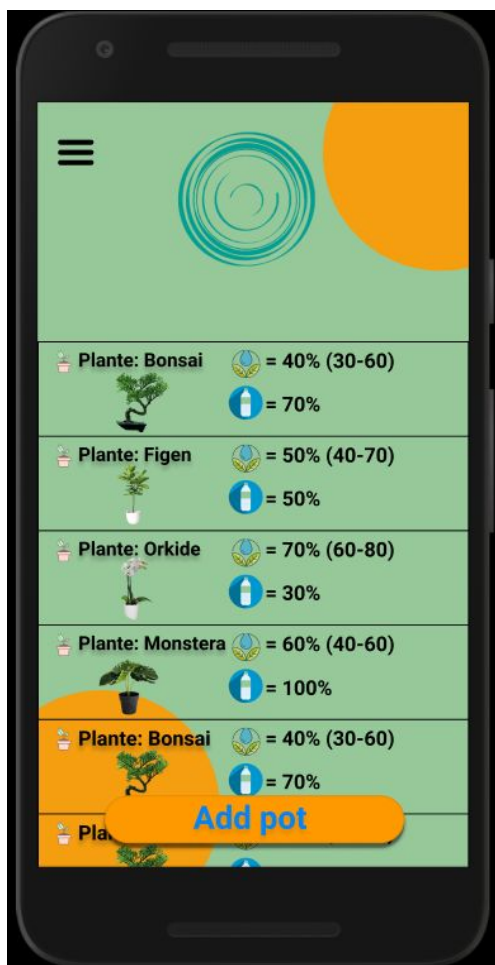 Plante: Bonsai = 40% (30-60)
= 70%
Plante: Figen = 50% (40-70)
= 50%
Plante: Orkide = 70% (60-80)
= 30%
Plante: Monstera = 60% (40-60)
= 100%
Plante: Bonsai = 40% (30-60)
= 70%
Add pot